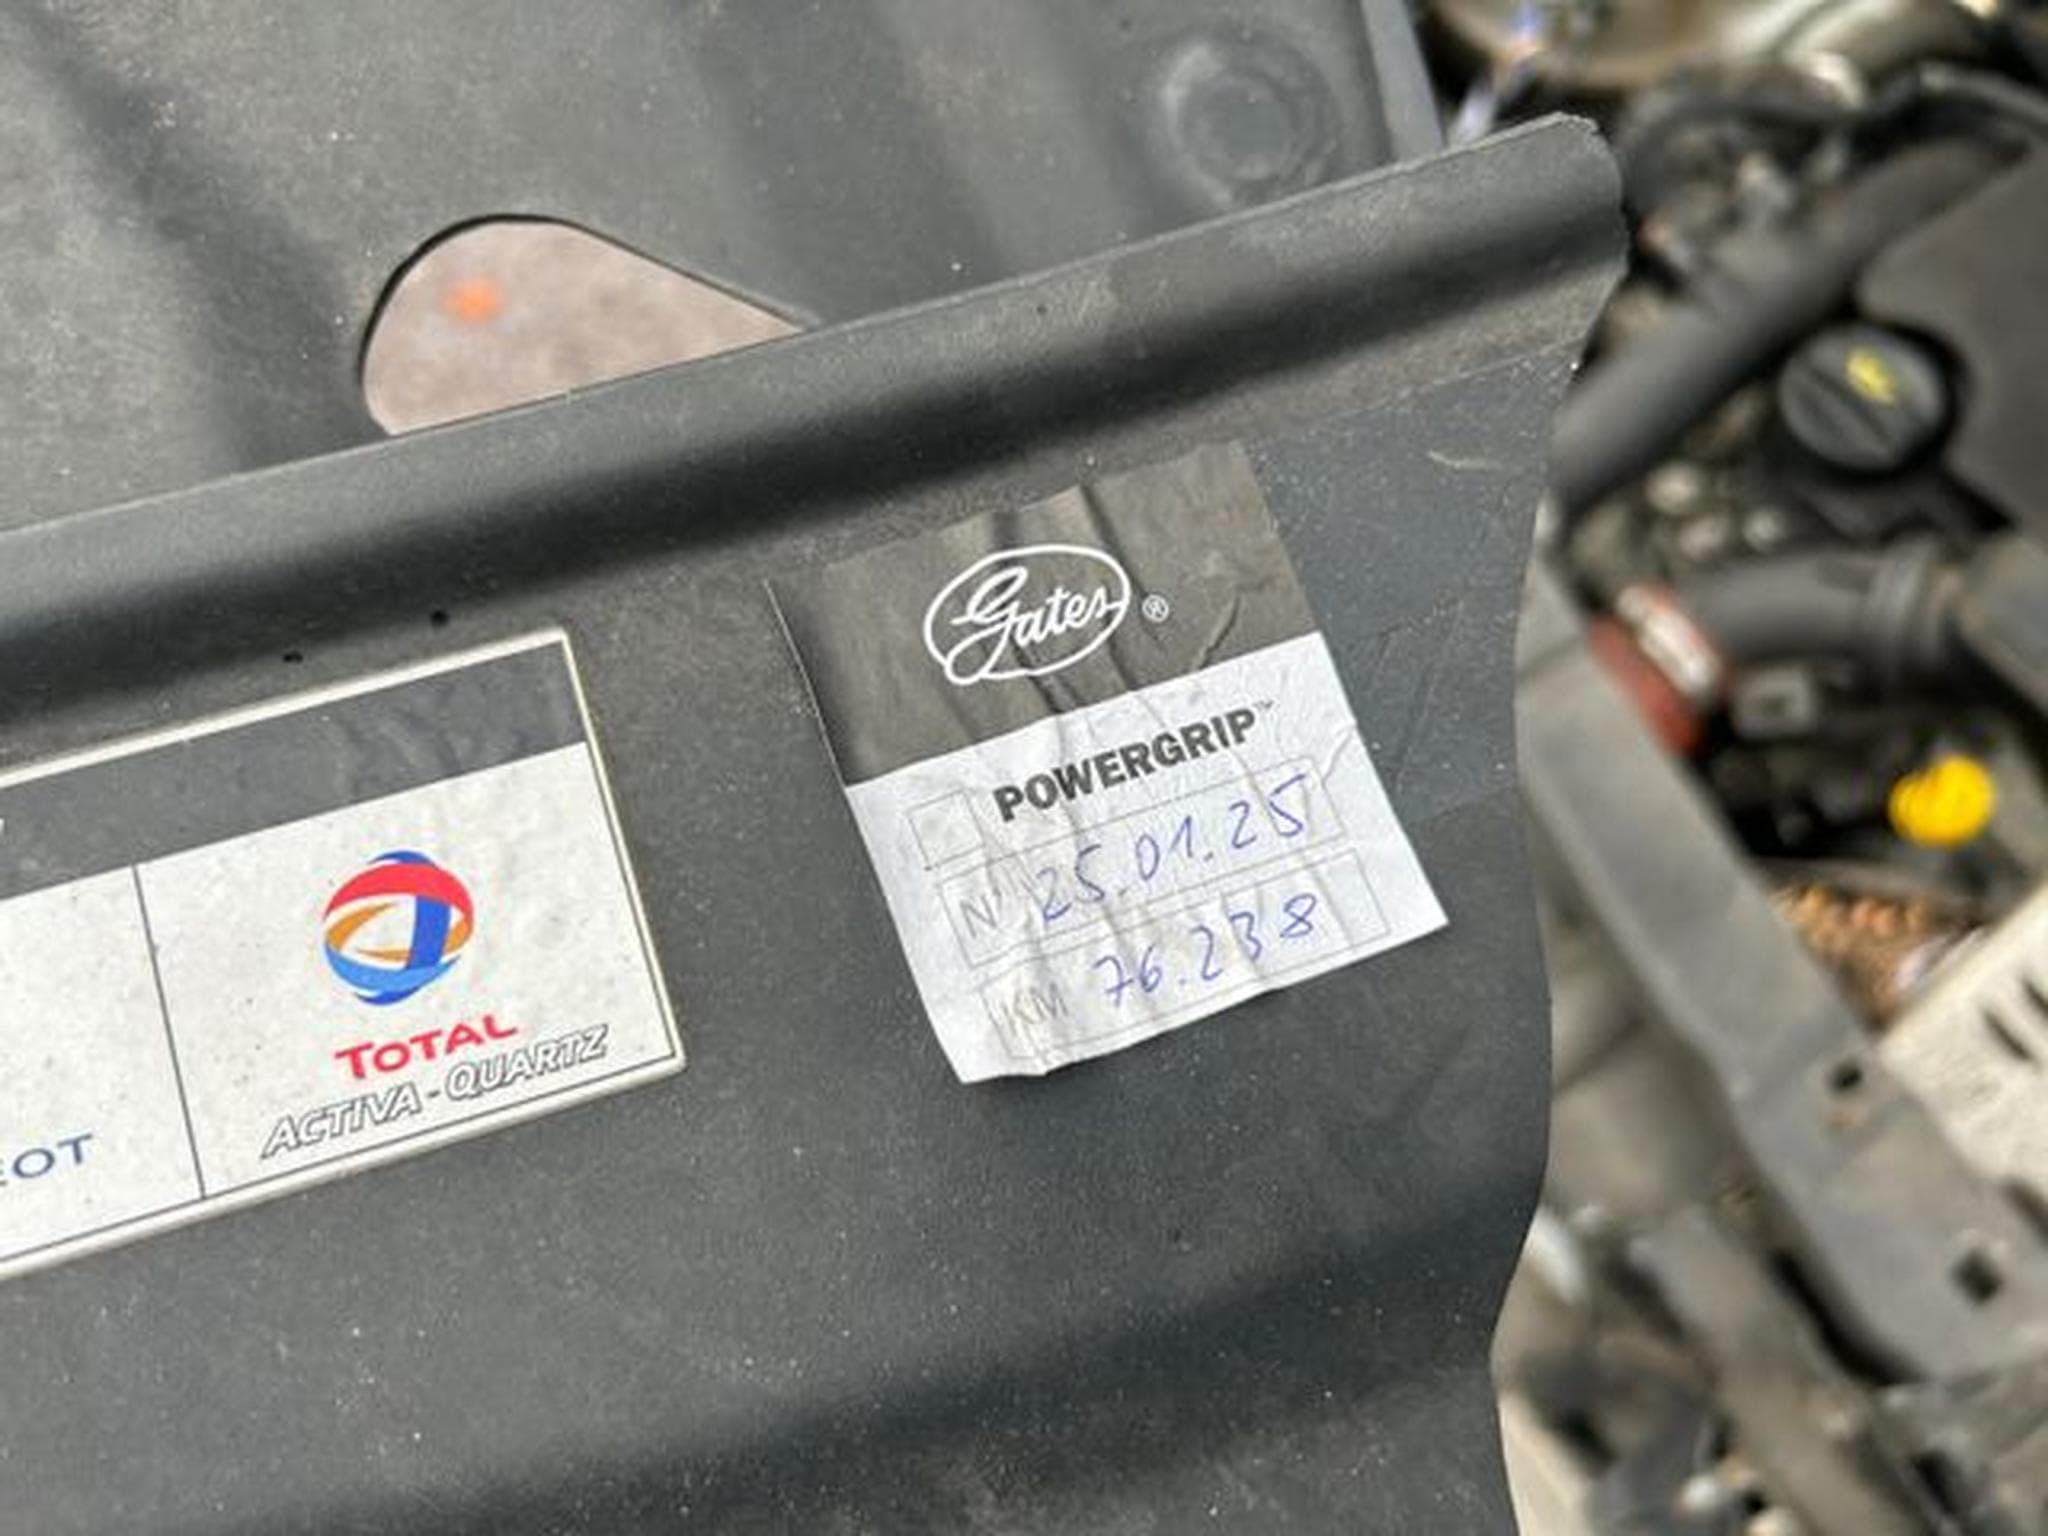 Gates®
POWERGRIP™
N° 25.01.25
KM 76.238
EOT
TOTAL
ACTIVA-QUARTZ